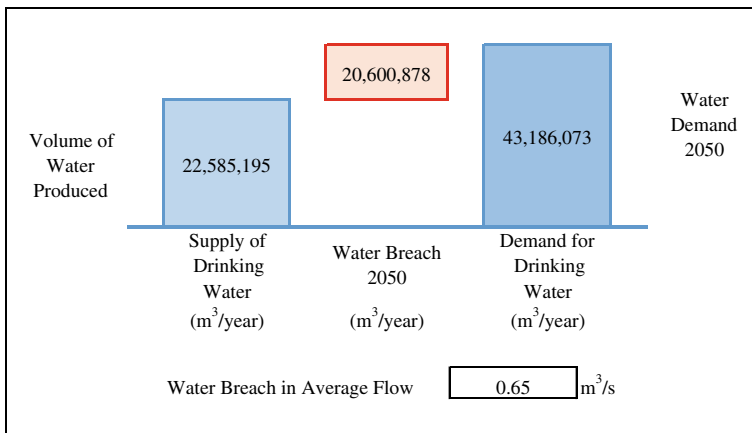 20,600,878
Water
Demand
2050
43,186,073
Volume of
Water
Produced
22,585,195
Supply of
Drinking
Water
(m³/year)
Water Breach
2050
(m³/year)
Demand for
Drinking
Water
(m³/year)
Water Breach in Average Flow 0.65 m³/s